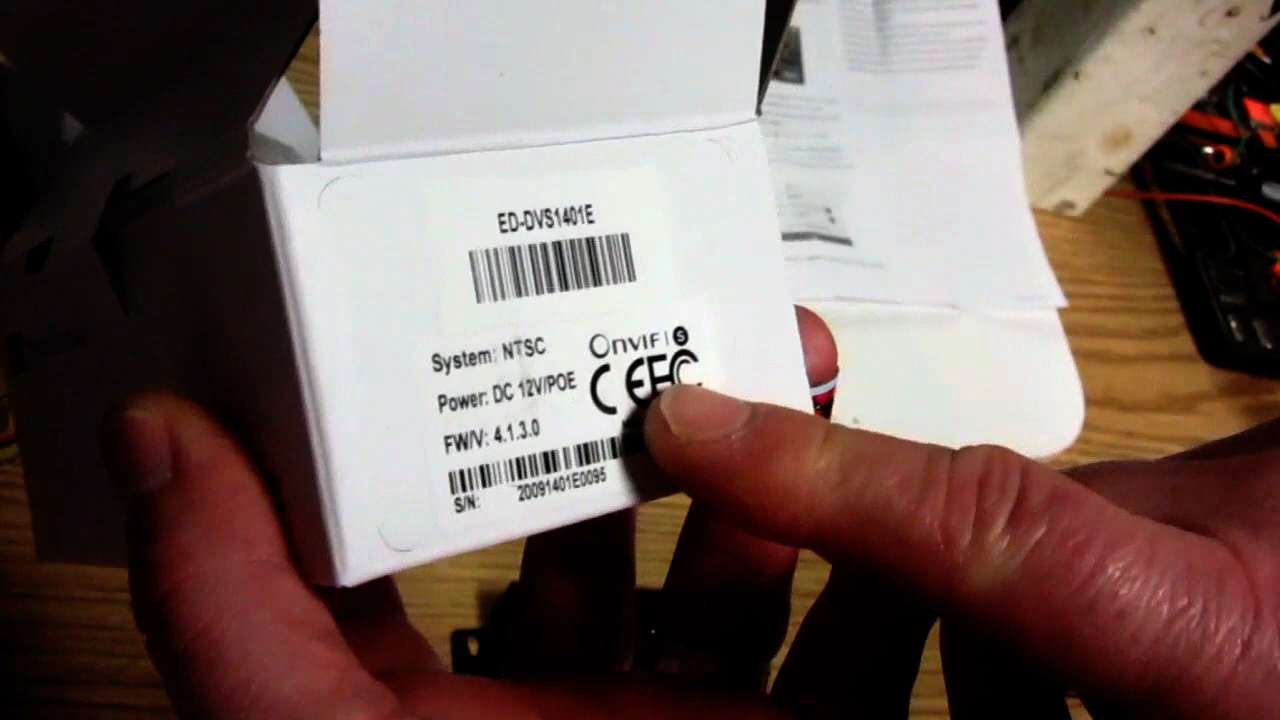 ED-DVS1401E
System: NTSC
ONVIF | S
Power: DC 12V/POE
CE FC
FW/V: 4.1.3.0
S/N: 20091401E0095